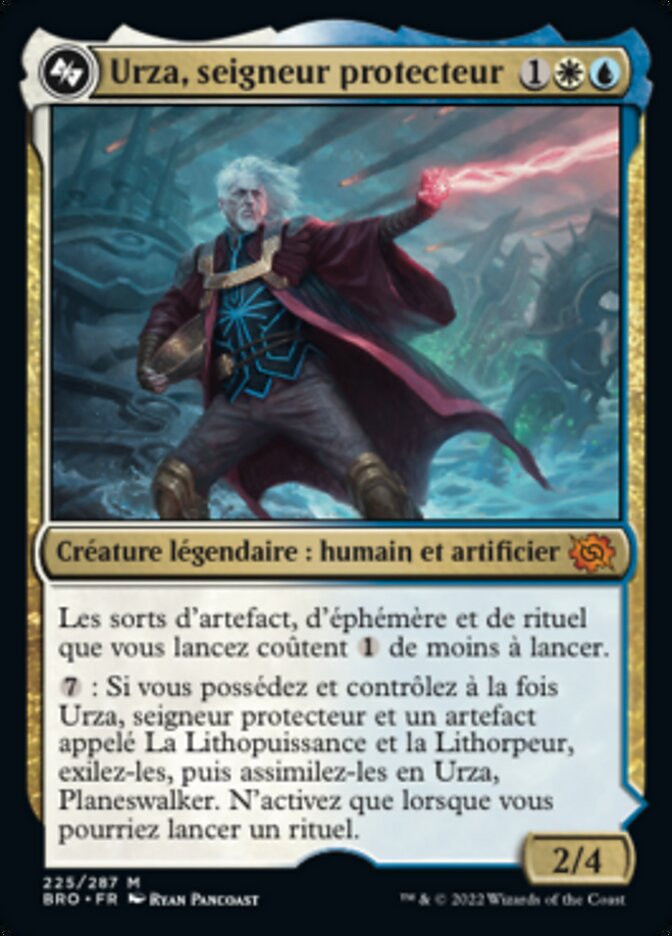 Urza, seigneur protecteur 1
Créature légendaire : humain et artificier
Les sorts d'artefact, d'éphémère et de rituel
que vous lancez coûtent 1 de moins à lancer.
7 : Si vous possédez et contrôlez à la fois
Urza, seigneur protecteur et un artefact
appelé La Lithopuissance et la Lithorpeur,
exilez-les, puis assimilez-les en Urza,
Planeswalker. N'activez que lorsque vous
pourriez lancer un rituel.
2/4
225/287 M
BRO • FR Ryan Pancoast
™ & © 2022 Wizards of the Coast